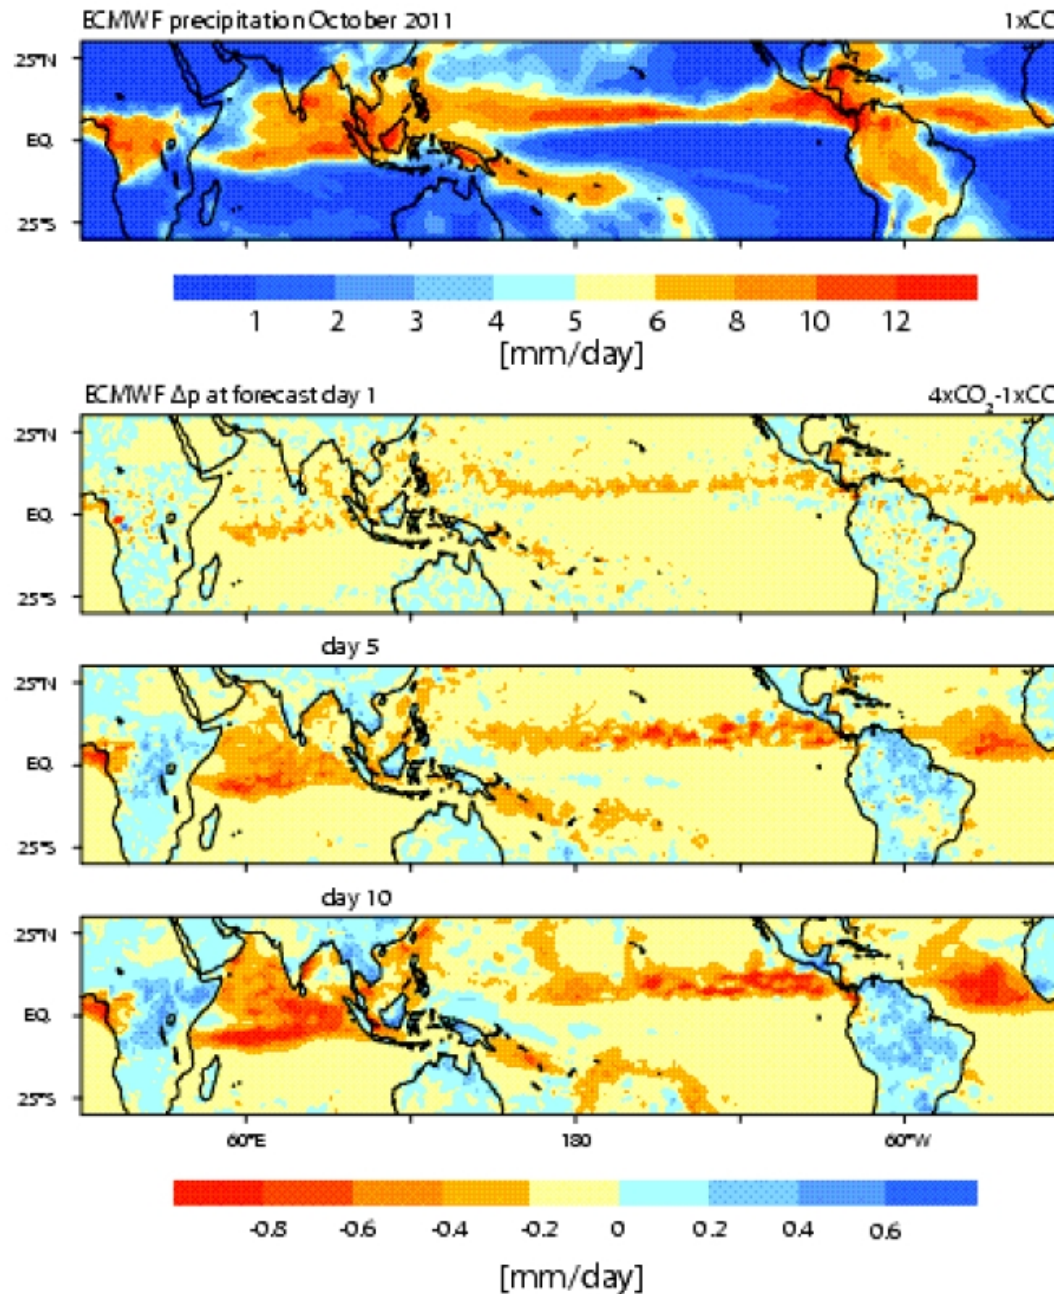 ECMWF precipitation October 2011 1xCO
25°N
EQ.
25°S
1 2 3 4 5 6 8 10 12
[mm/day]
ECMWF Δp at forecast day 1 4xCO₂-1xCO
25°N
EQ.
25°S
day 5
25°N
EQ.
25°S
day 10
25°N
EQ.
25°S
60°E 180 60°W
-0.8 -0.6 -0.4 -0.2 0 0.2 0.4 0.6
[mm/day]